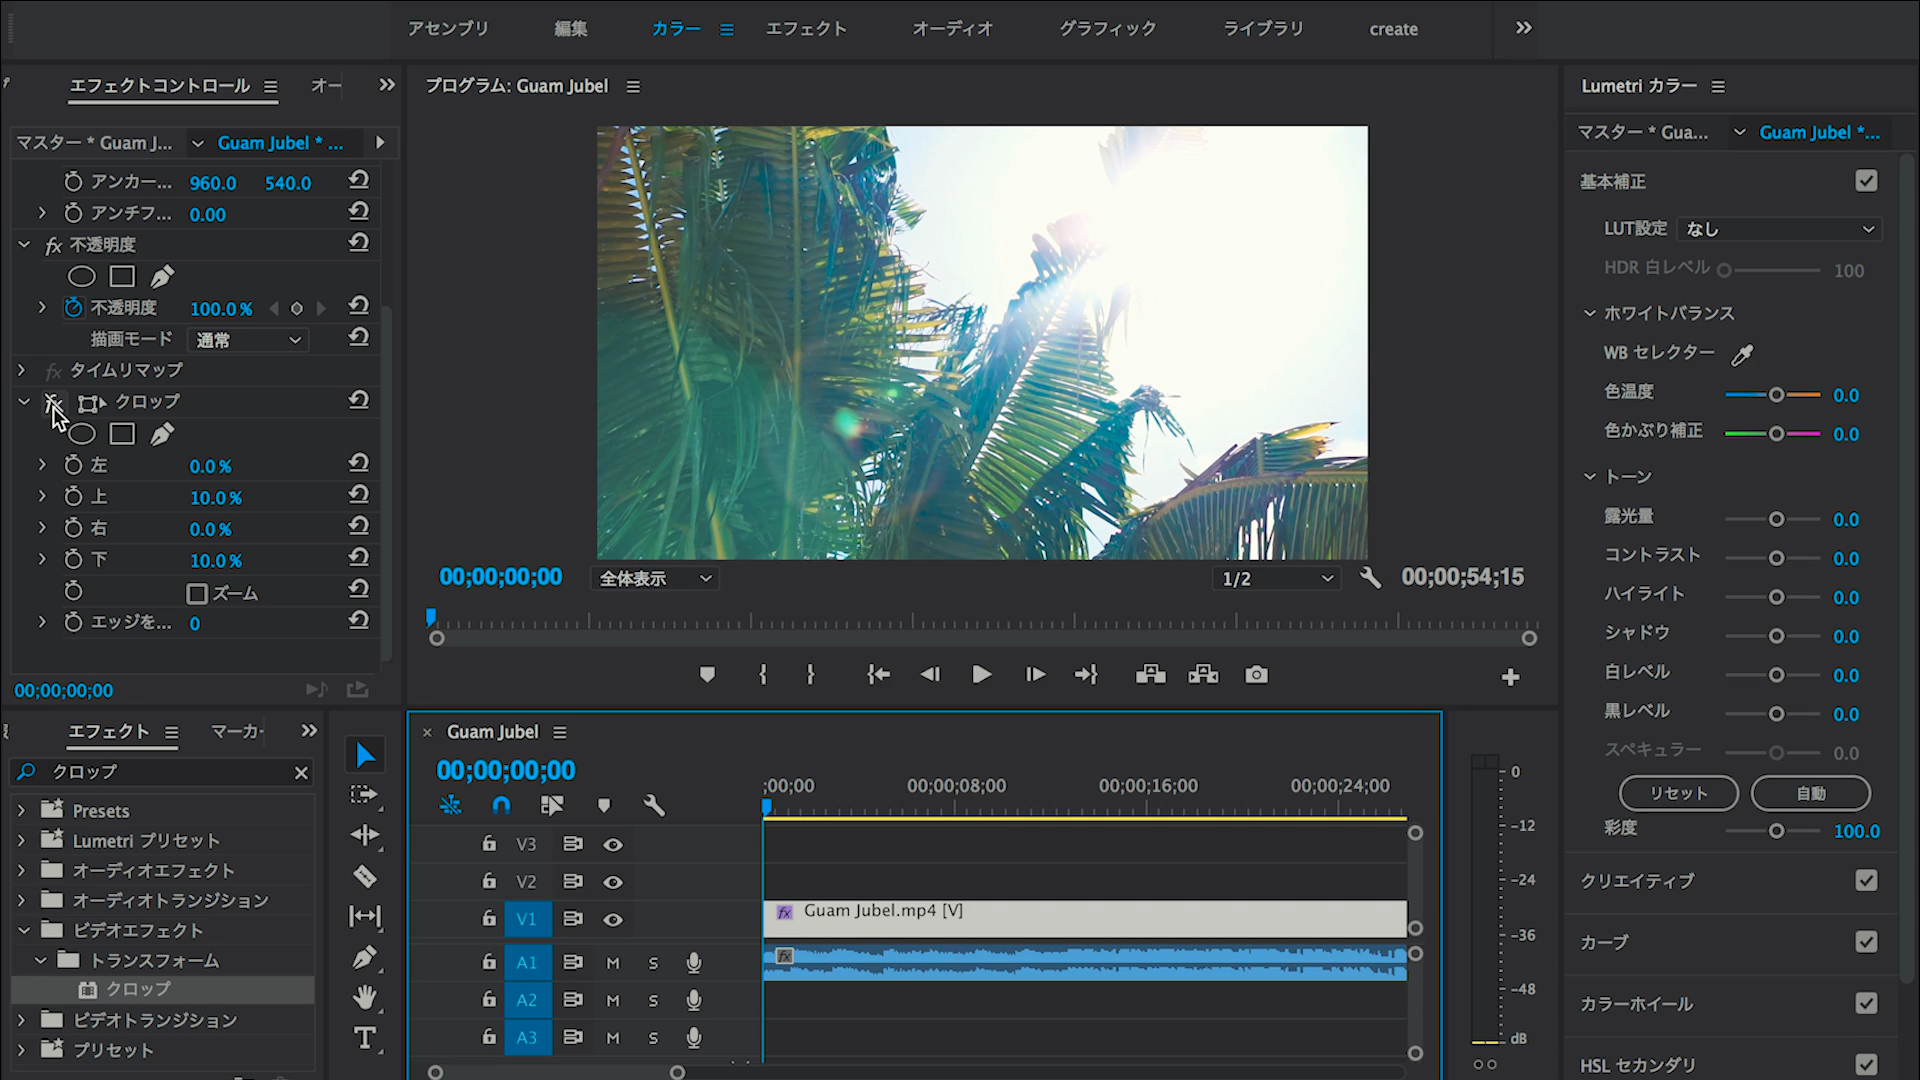 アセンブリ 編集 カラー エフェクト オーディオ グラフィック ライブラリ create
エフェクトコントロール オー
マスター * Guam J... Guam Jubel * ...
アンカー... 960.0 540.0
アンチフ... 0.00
fx 不透明度
不透明度 100.0 %
描画モード 通常
fx タイムリマップ
fx クロップ
左 0.0 %
上 10.0 %
右 0.0 %
下 10.0 %
ズーム
エッジを... 0
00;00;00;00
プログラム: Guam Jubel
00;00;00;00 全体表示 1/2 00;00;54;15
Lumetri カラー
マスター * Gua... Guam Jubel *...
基本補正
LUT設定 なし
HDR 白レベル 100
ホワイトバランス
WB セレクター
色温度 0.0
色かぶり補正 0.0
トーン
露光量 0.0
コントラスト 0.0
ハイライト 0.0
シャドウ 0.0
白レベル 0.0
黒レベル 0.0
スペキュラー 0.0
リセット 自動
彩度 100.0
クリエイティブ
カーブ
カラーホイール
HSL セカンダリ
エフェクト マーカ
クロップ
Presets
Lumetri プリセット
オーディオエフェクト
オーディオトランジション
ビデオエフェクト
トランスフォーム
クロップ
ビデオトランジション
プリセット
T
Guam Jubel
00;00;00;00
;00;00 00;00;08;00 00;00;16;00 00;00;24;00
V3
V2
V1 fx Guam Jubel.mp4 [V]
A1 M S fx
A2 M S
A3 M S
0
-12
-24
-36
-48
dB